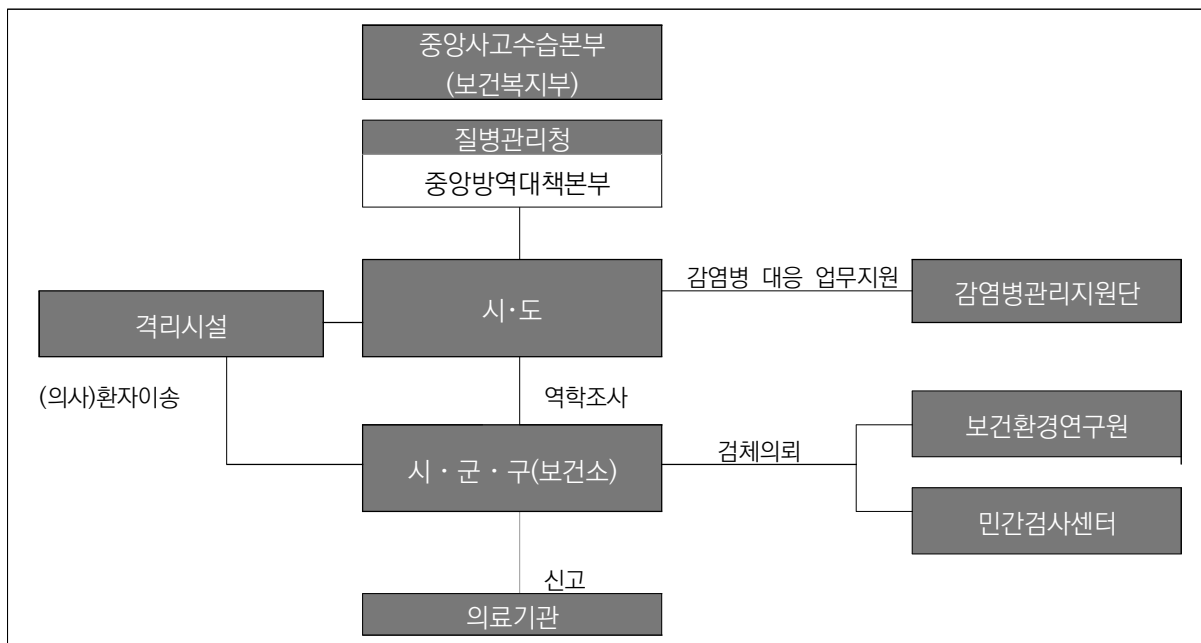 중앙사고수습본부
(보건복지부)
질병관리청
중앙방역대책본부
감염병 대응 업무지원
시·도
감염병관리지원단
격리시설
(의사)환자이송
역학조사
보건환경연구원
검체의뢰
시·군·구(보건소)
민간검사센터
신고
의료기관